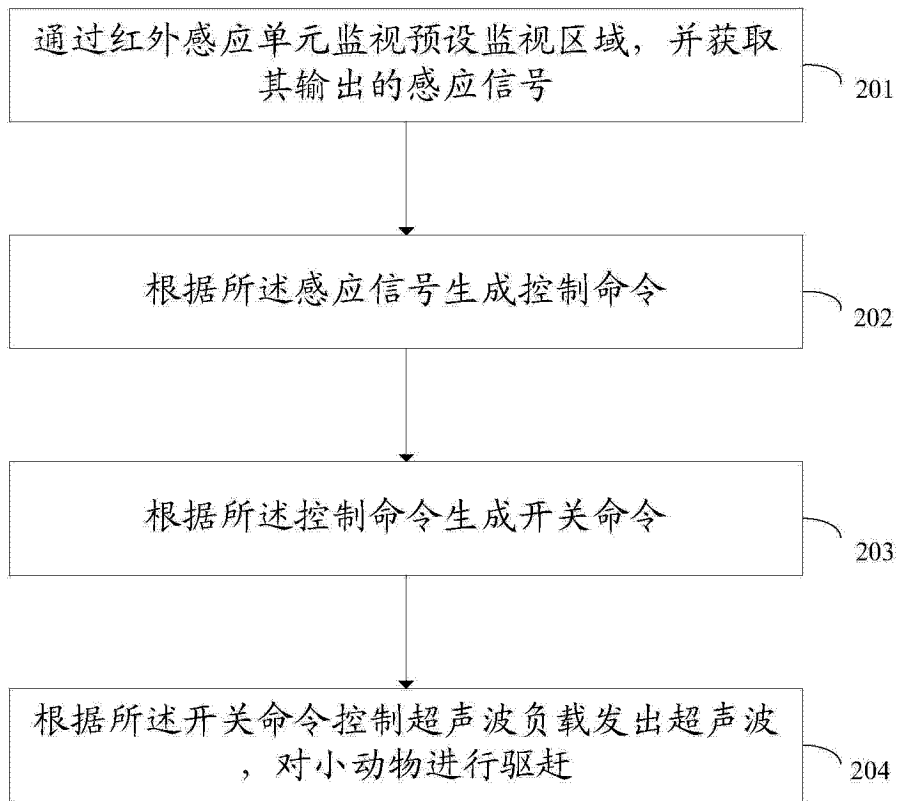 通过红外感应单元监视预设监视区域，并获取
其输出的感应信号
201
根据所述感应信号生成控制命令
202
根据所述控制命令生成开关命令
203
根据所述开关命令控制超声波负载发出超声波
，对小动物进行驱赶
204